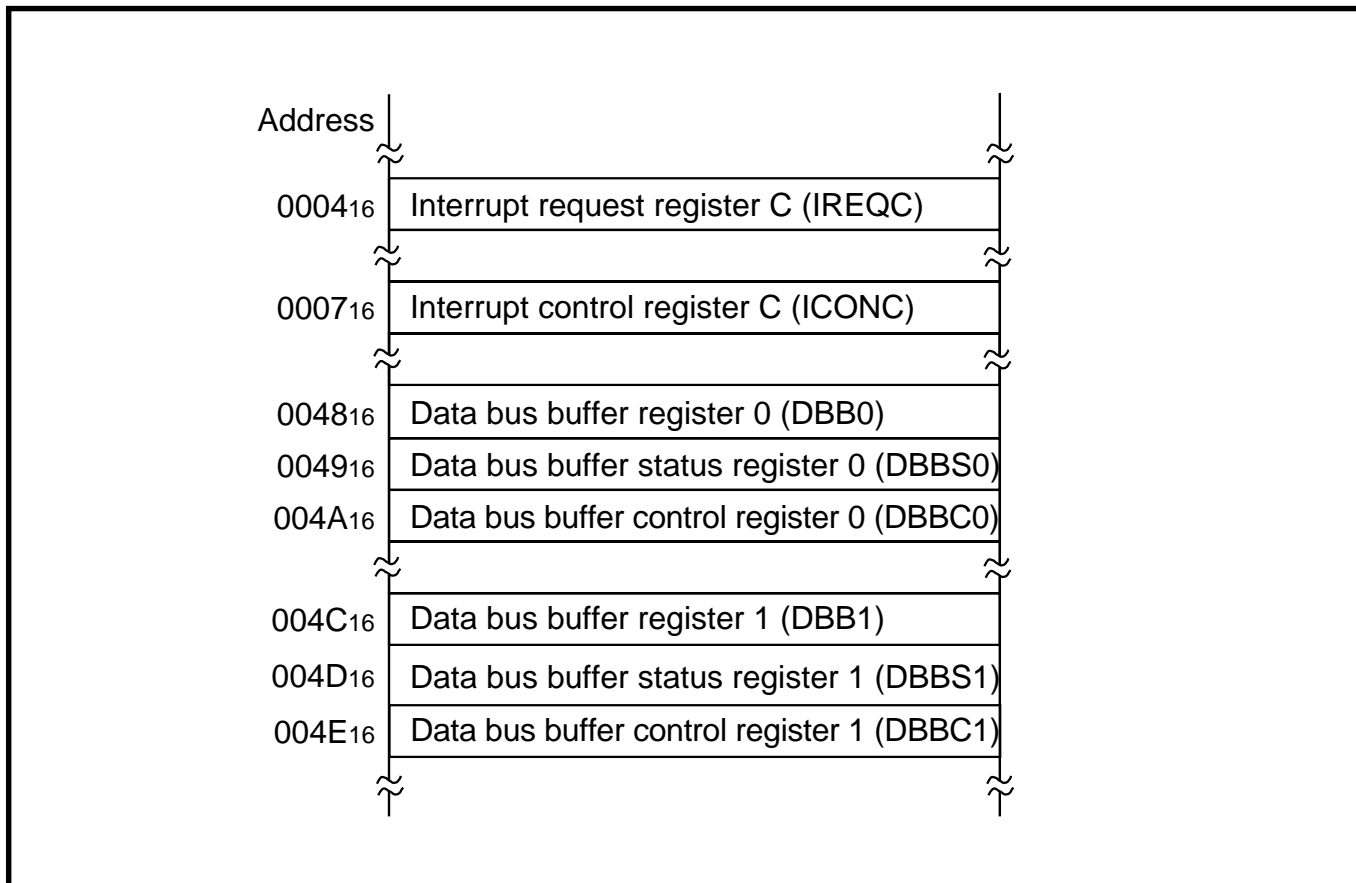 Address
0004₁₆ Interrupt request register C (IREQC)
0007₁₆ Interrupt control register C (ICONC)
0048₁₆ Data bus buffer register 0 (DBB0)
0049₁₆ Data bus buffer status register 0 (DBBS0)
004A₁₆ Data bus buffer control register 0 (DBBC0)
004C₁₆ Data bus buffer register 1 (DBB1)
004D₁₆ Data bus buffer status register 1 (DBBS1)
004E₁₆ Data bus buffer control register 1 (DBBC1)